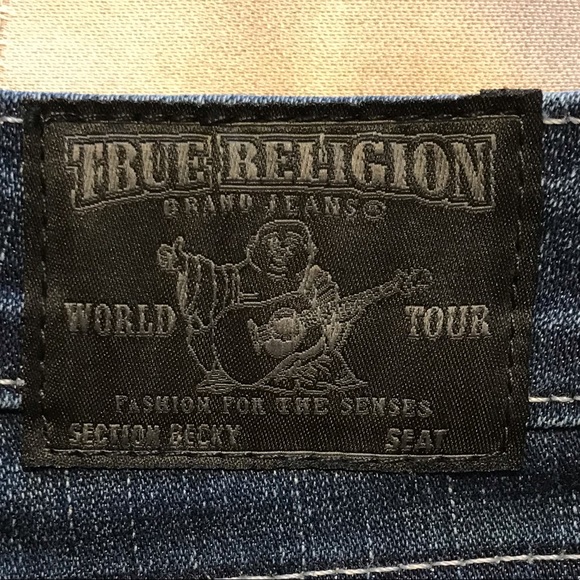 TRUE RELIGION
BRAND JEANS®
WORLD TOUR
FASHION FOR THE SENSES
SECTION BECKY SEAT